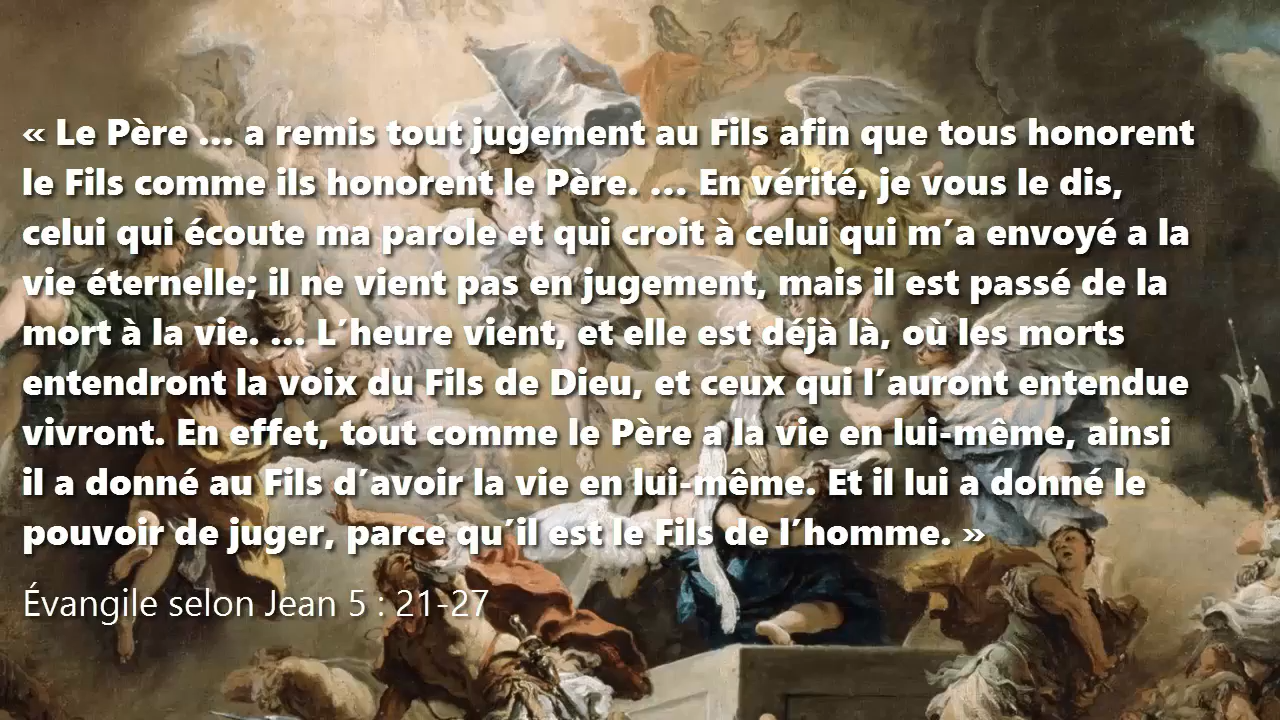 « Le Père ... a remis tout jugement au Fils afin que tous honorent
le Fils comme ils honorent le Père. ... En vérité, je vous le dis,
celui qui écoute ma parole et qui croit à celui qui m’a envoyé a la
vie éternelle; il ne vient pas en jugement, mais il est passé de la
mort à la vie. ... L’heure vient, et elle est déjà là, où les morts
entendront la voix du Fils de Dieu, et ceux qui l’auront entendue
vivront. En effet, tout comme le Père a la vie en lui-même, ainsi
il a donné au Fils d’avoir la vie en lui-même. Et il lui a donné le
pouvoir de juger, parce qu’il est le Fils de l’homme. »
Évangile selon Jean 5 : 21-27